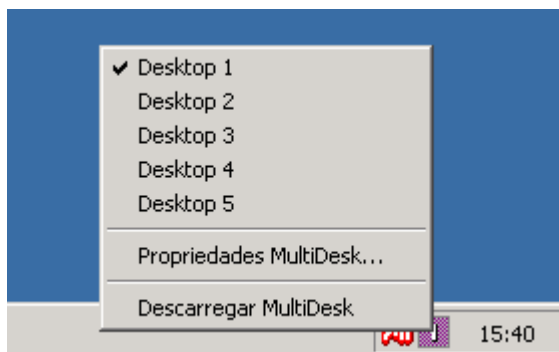 Desktop 1
Desktop 2
Desktop 3
Desktop 4
Desktop 5
Propriedades MultiDesk...
Descarregar MultiDesk
15:40